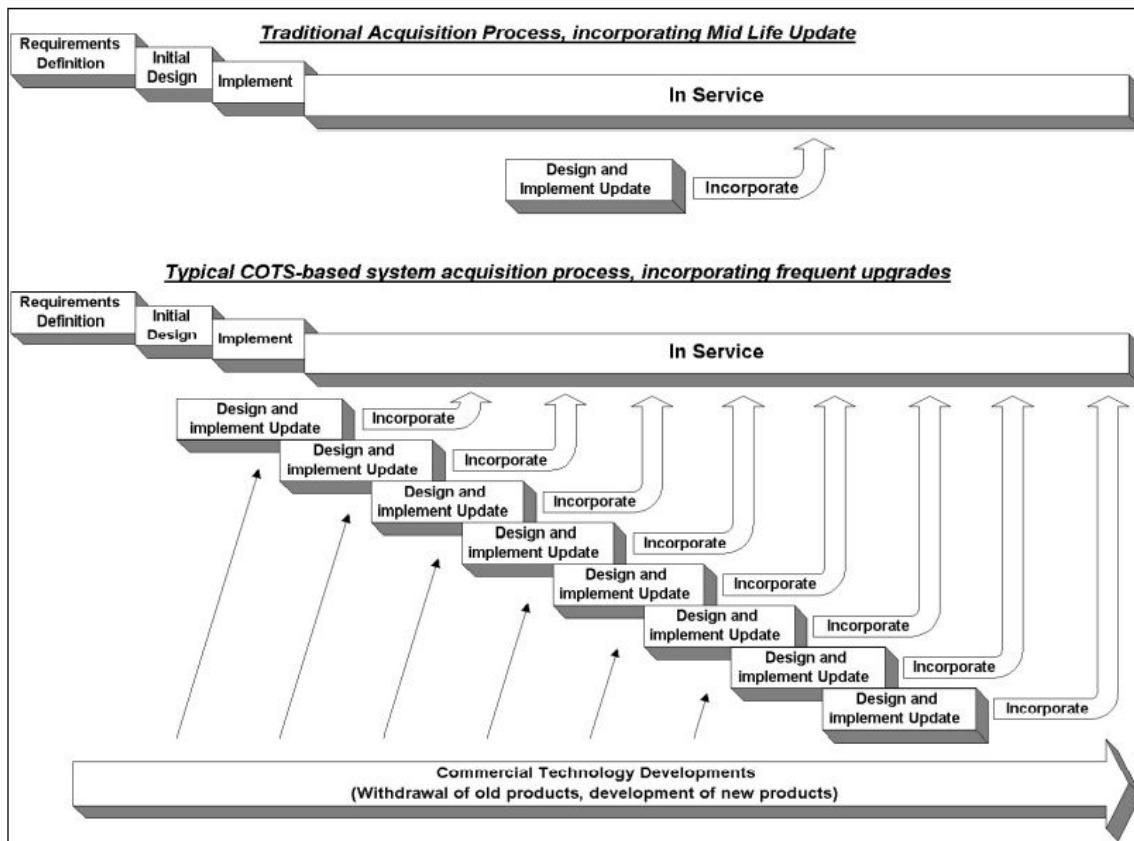 Traditional Acquisition Process, incorporating Mid Life Update
Requirements
Definition
Initial
Design
Implement
In Service
Design and
Implement Update
Incorporate
Typical COTS-based system acquisition process, incorporating frequent upgrades
Requirements
Definition
Initial
Design
Implement
In Service
Design and
implement Update
Incorporate
Design and
implement Update
Incorporate
Design and
implement Update
Incorporate
Design and
implement Update
Incorporate
Design and
implement Update
Incorporate
Design and
implement Update
Incorporate
Design and
implement Update
Incorporate
Design and
implement Update
Incorporate
Commercial Technology Developments
(Withdrawal of old products, development of new products)